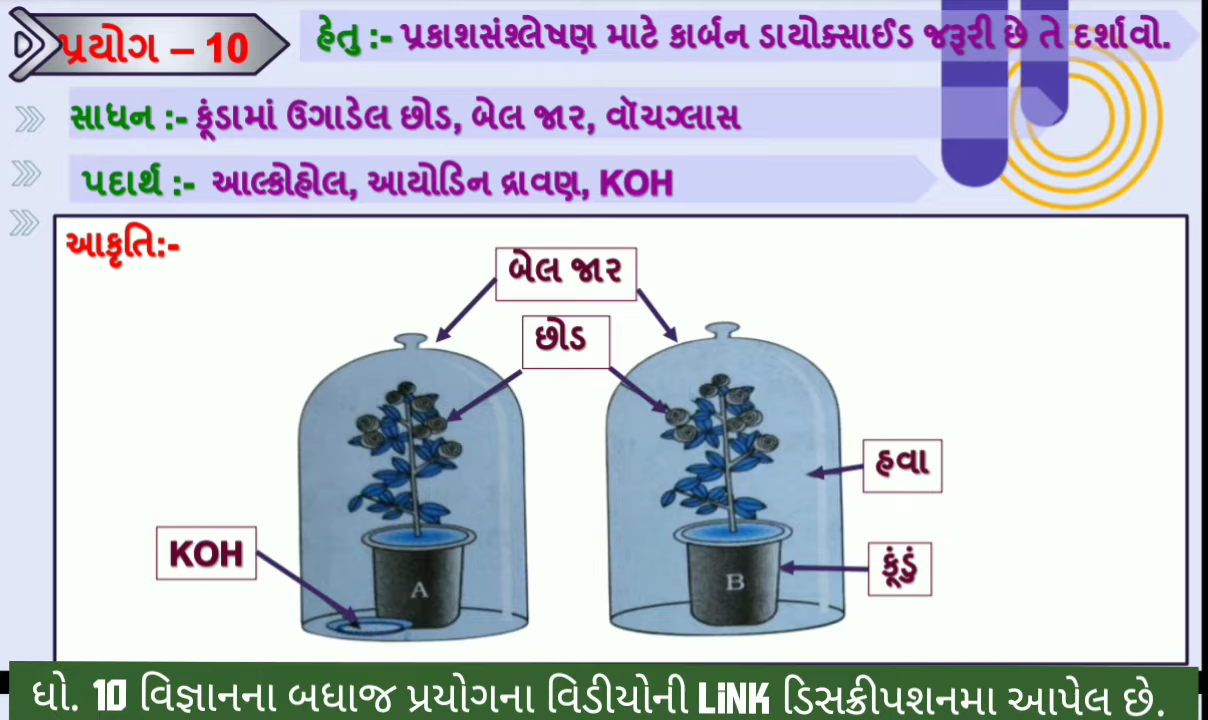 પ્રયોગ – 10
હેતુ :- પ્રકાશસંશ્લેષણ માટે કાર્બન ડાયોક્સાઈડ જરૂરી છે તે દર્શાવો.
સાધન :- કૂંડામાં ઉગાડેલ છોડ, બેલ જાર, વૉચગ્લાસ
પદાર્થ :- આલ્કોહોલ, આયોડિન દ્રાવણ, KOH
આકૃતિ:-
બેલ જાર
છોડ
હવા
KOH
કૂંડું
A
B
ધો. 10 વિજ્ઞાનના બધાજ પ્રયોગના વિડીયોની LiNK ડિસક્રીપશનમા આપેલ છે.